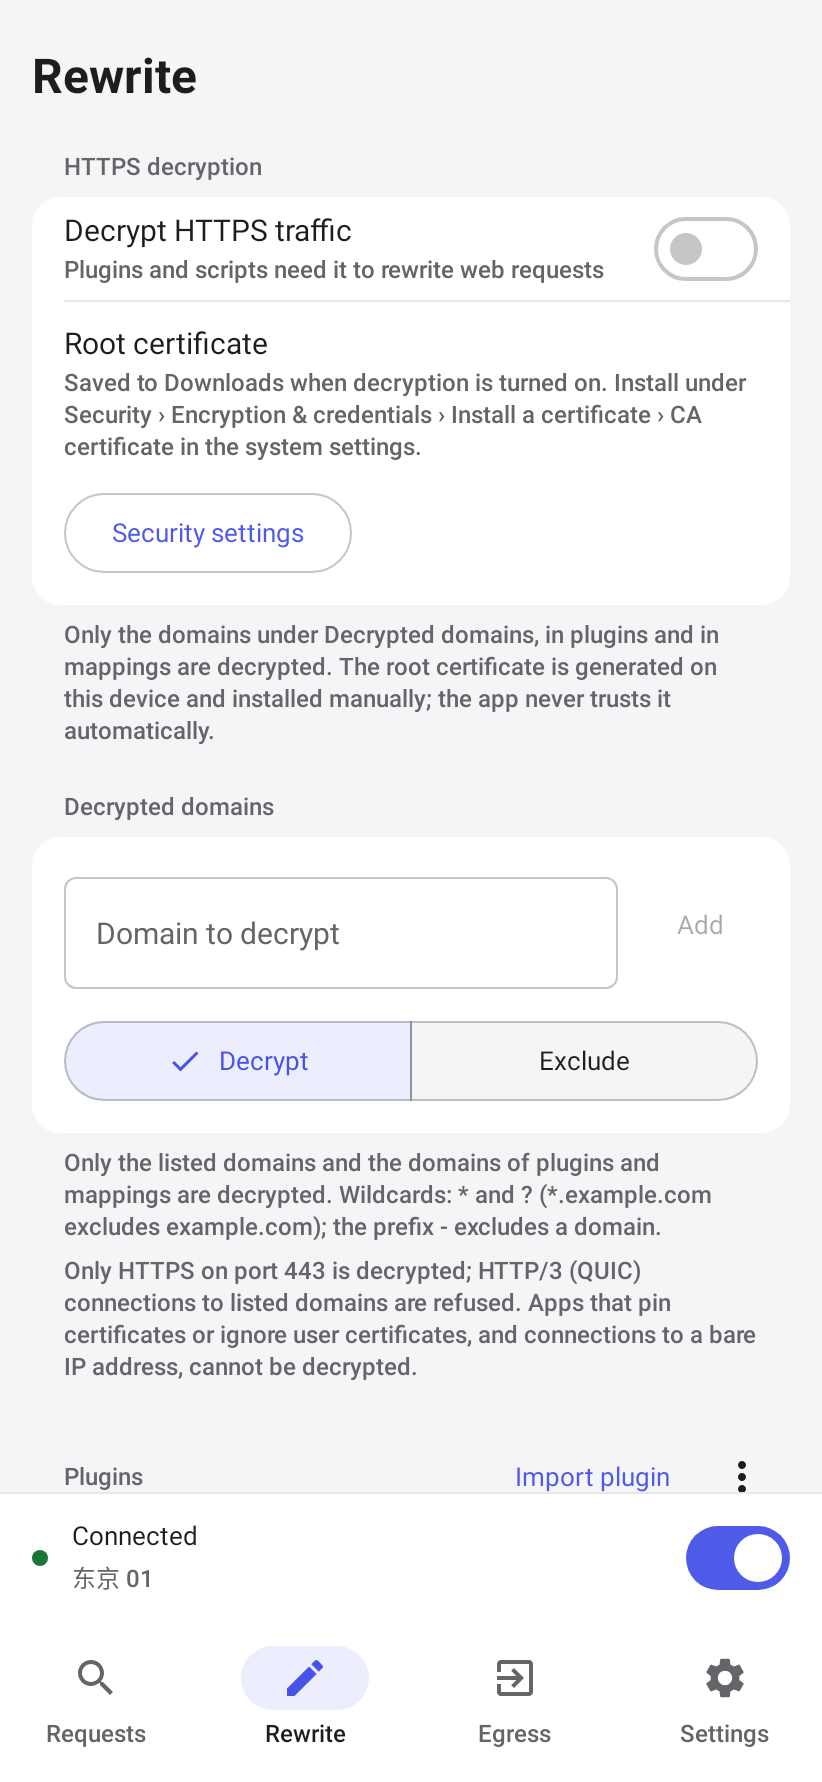 Rewrite
HTTPS decryption
Decrypt HTTPS traffic
Plugins and scripts need it to rewrite web requests
Root certificate
Saved to Downloads when decryption is turned on. Install under
Security › Encryption & credentials › Install a certificate › CA
certificate in the system settings.
Security settings
Only the domains under Decrypted domains, in plugins and in
mappings are decrypted. The root certificate is generated on
this device and installed manually; the app never trusts it
automatically.
Decrypted domains
Domain to decrypt
Add
Decrypt
Exclude
Only the listed domains and the domains of plugins and
mappings are decrypted. Wildcards: * and ? (*.example.com
excludes example.com); the prefix - excludes a domain.
Only HTTPS on port 443 is decrypted; HTTP/3 (QUIC)
connections to listed domains are refused. Apps that pin
certificates or ignore user certificates, and connections to a bare
IP address, cannot be decrypted.
Plugins
Import plugin
Connected
东京 01
Requests
Rewrite
Egress
Settings